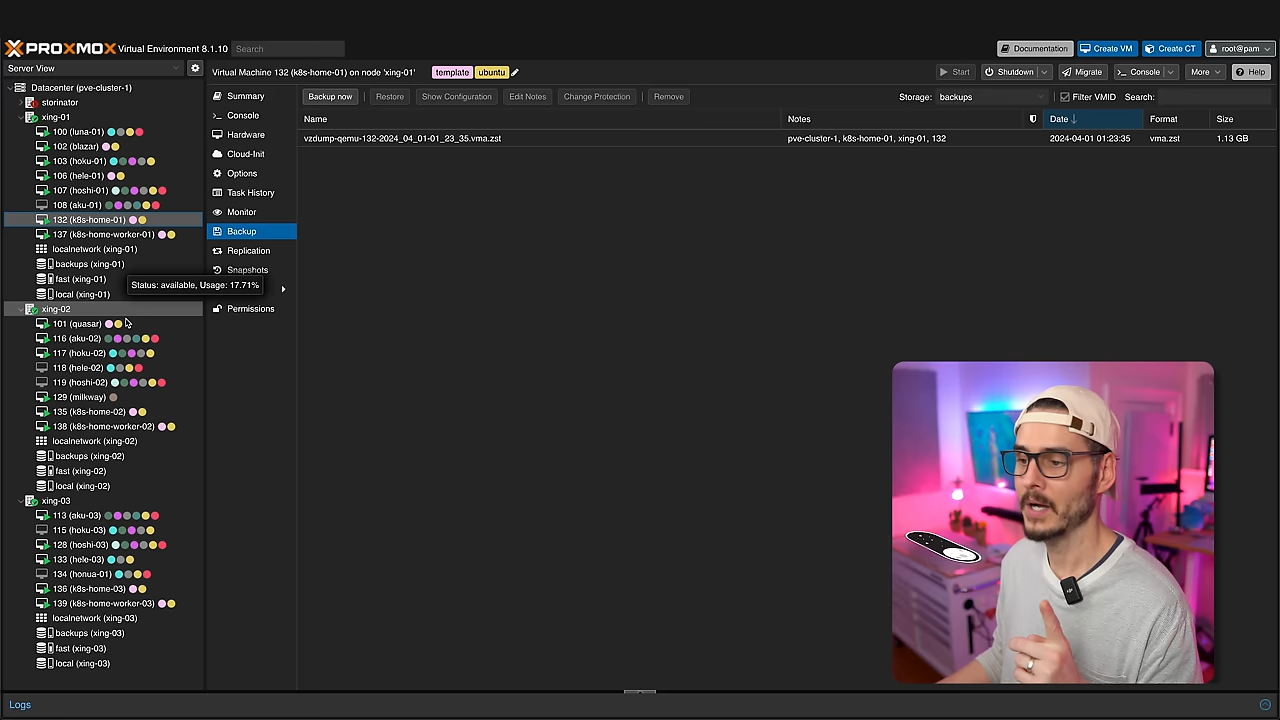 PROXMOX Virtual Environment 8.1.10 Search Documentation Create VM Create CT root@pam
Server View
Virtual Machine 132 (k8s-home-01) on node 'xing-01' template ubuntu Start Shutdown Migrate Console More Help
Datacenter (pve-cluster-1)
storinator
xing-01
100 (luna-01)
102 (blazar)
103 (hoku-01)
106 (hele-01)
107 (hoshi-01)
108 (aku-01)
132 (k8s-home-01)
137 (k8s-home-worker-01)
localnetwork (xing-01)
backups (xing-01)
fast (xing-01)
local (xing-01)
Status: available, Usage: 17.71%
xing-02
101 (quasar)
116 (aku-02)
117 (hoku-02)
118 (hele-02)
119 (hoshi-02)
129 (milkway)
135 (k8s-home-02)
138 (k8s-home-worker-02)
localnetwork (xing-02)
backups (xing-02)
fast (xing-02)
local (xing-02)
xing-03
113 (aku-03)
115 (hoku-03)
128 (hoshi-03)
133 (hele-03)
134 (honua-01)
136 (k8s-home-03)
139 (k8s-home-worker-03)
localnetwork (xing-03)
backups (xing-03)
fast (xing-03)
local (xing-03)
Summary
Console
Hardware
Cloud-Init
Options
Task History
Monitor
Backup
Replication
Snapshots
Permissions
Backup now Restore Show Configuration Edit Notes Change Protection Remove Storage: backups Filter VMID Search:
Name Notes Date Format Size
vzdump-qemu-132-2024_04_01-01_23_35.vma.zst pve-cluster-1, k8s-home-01, xing-01, 132 2024-04-01 01:23:35 vma.zst 1.13 GB
Logs